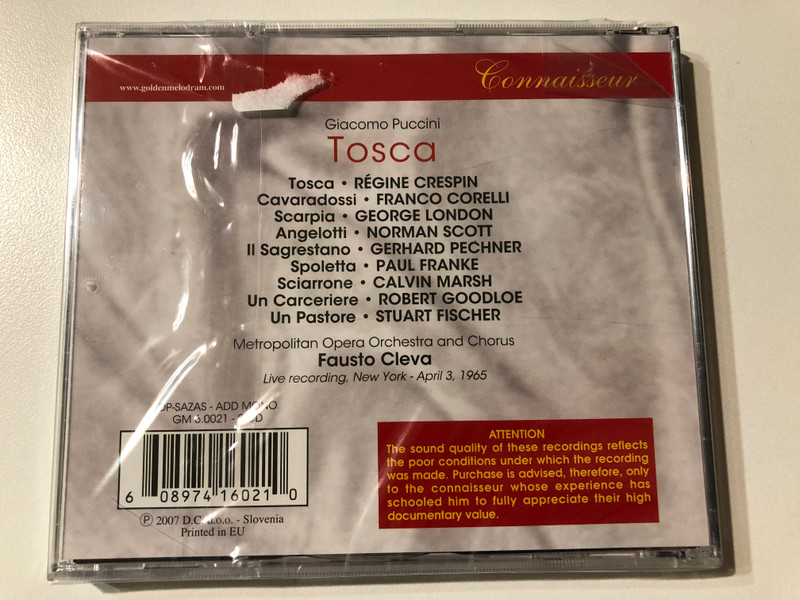 www.goldenmelodram.com
Connaisseur
Giacomo Puccini
Tosca
Tosca • RÉGINE CRESPIN
Cavaradossi • FRANCO CORELLI
Scarpia • GEORGE LONDON
Angelotti • NORMAN SCOTT
Il Sagrestano • GERHARD PECHNER
Spoletta • PAUL FRANKE
Sciarrone • CALVIN MARSH
Un Carceriere • ROBERT GOODLOE
Un Pastore • STUART FISCHER
Metropolitan Opera Orchestra and Chorus
Fausto Cleva
Live recording, New York - April 3, 1965
-SAZAS - ADD MONO
GM 6.0021 -
6 08974 16021 0
Ⓟ 2007 D.C. d.o.o. - Slovenia
Printed in EU
ATTENTION
The sound quality of these recordings reflects
the poor conditions under which the recording
was made. Purchase is advised, therefore, only
to the connaisseur whose experience has
schooled him to fully appreciate their high
documentary value.